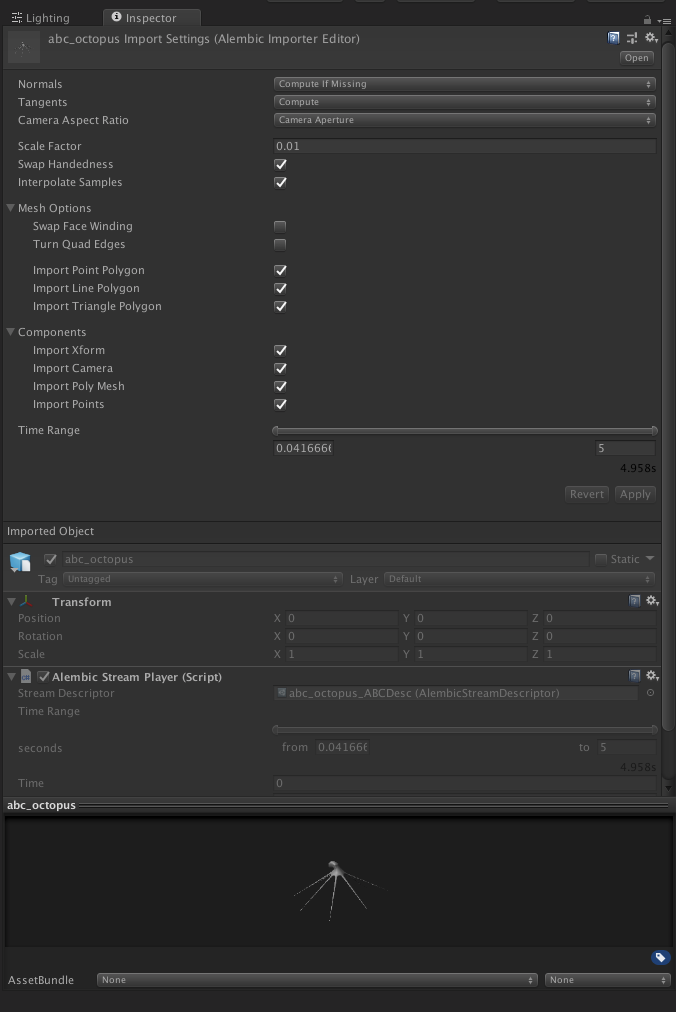 Lighting Inspector
abc_octopus Import Settings (Alembic Importer Editor)
Open
Normals Compute If Missing
Tangents Compute
Camera Aspect Ratio Camera Aperture
Scale Factor 0.01
Swap Handedness
Interpolate Samples
Mesh Options
Swap Face Winding
Turn Quad Edges
Import Point Polygon
Import Line Polygon
Import Triangle Polygon
Components
Import Xform
Import Camera
Import Poly Mesh
Import Points
Time Range
0.0416666 5
4.958s
Revert Apply
Imported Object
abc_octopus Static
Tag Untagged Layer Default
Transform
Position X 0 Y 0 Z 0
Rotation X 0 Y 0 Z 0
Scale X 1 Y 1 Z 1
Alembic Stream Player (Script)
Stream Descriptor abc_octopus_ABCDesc (AlembicStreamDescriptor)
Time Range
seconds from 0.041666 to 5
4.958s
Time 0
abc_octopus
AssetBundle None None